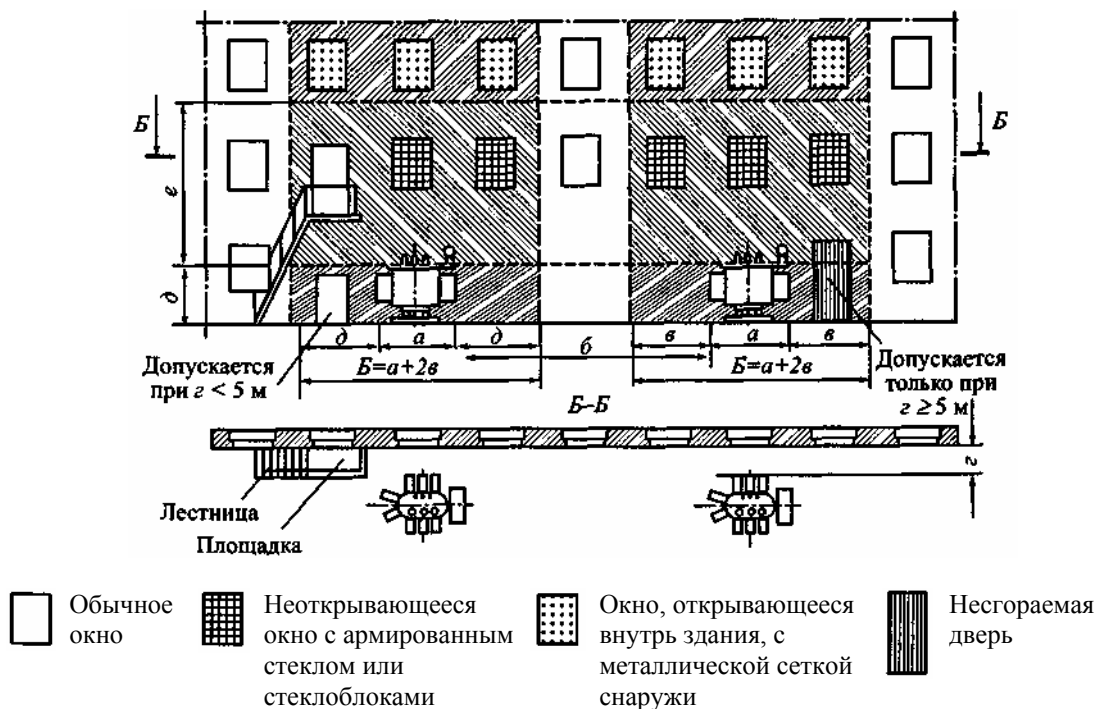 Б
Б
е
д
д
а
д
б
в
а
в
Допускается
при г < 5 м
Б=а+2в
Б=а+2в
Допускается
только при
г ≥ 5 м
Б–Б
г
Лестница
Площадка
Обычное
окно
Неоткрывающееся
окно с армированным
стеклом или
стеклоблоками
Окно, открывающееся
внутрь здания, с
металлической сеткой
снаружи
Несгораемая
дверь